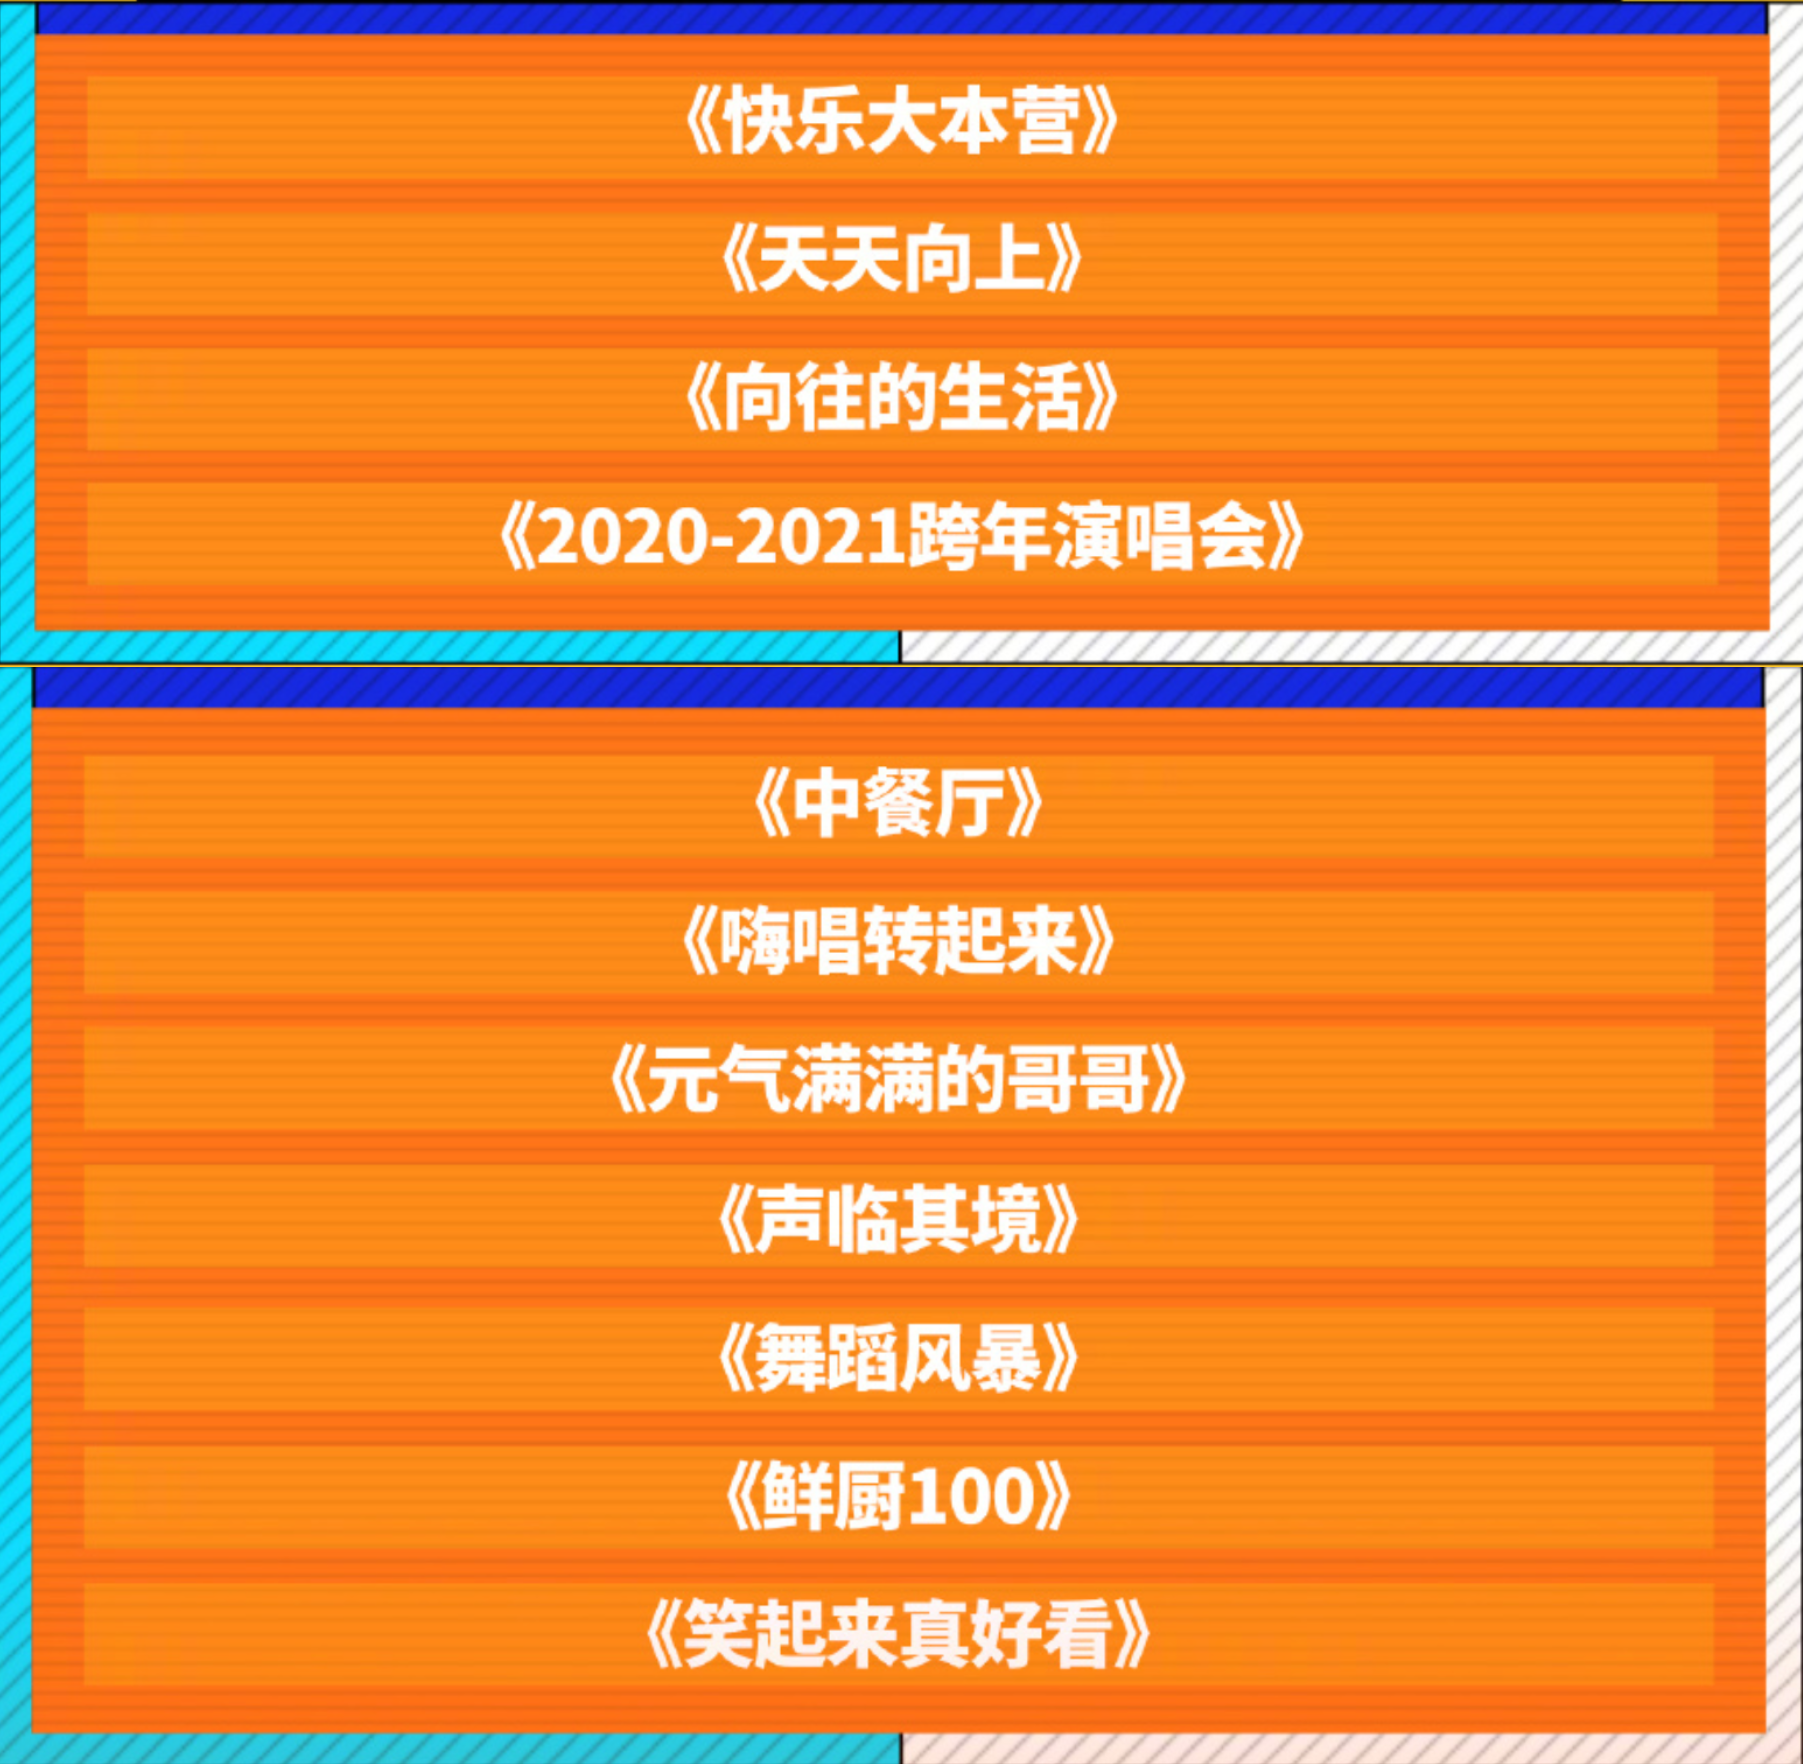 《快乐大本营》
《天天向上》
《向往的生活》
《2020-2021跨年演唱会》
《中餐厅》
《嗨唱转起来》
《元气满满的哥哥》
《声临其境》
《舞蹈风暴》
《鲜厨100》
《笑起来真好看》